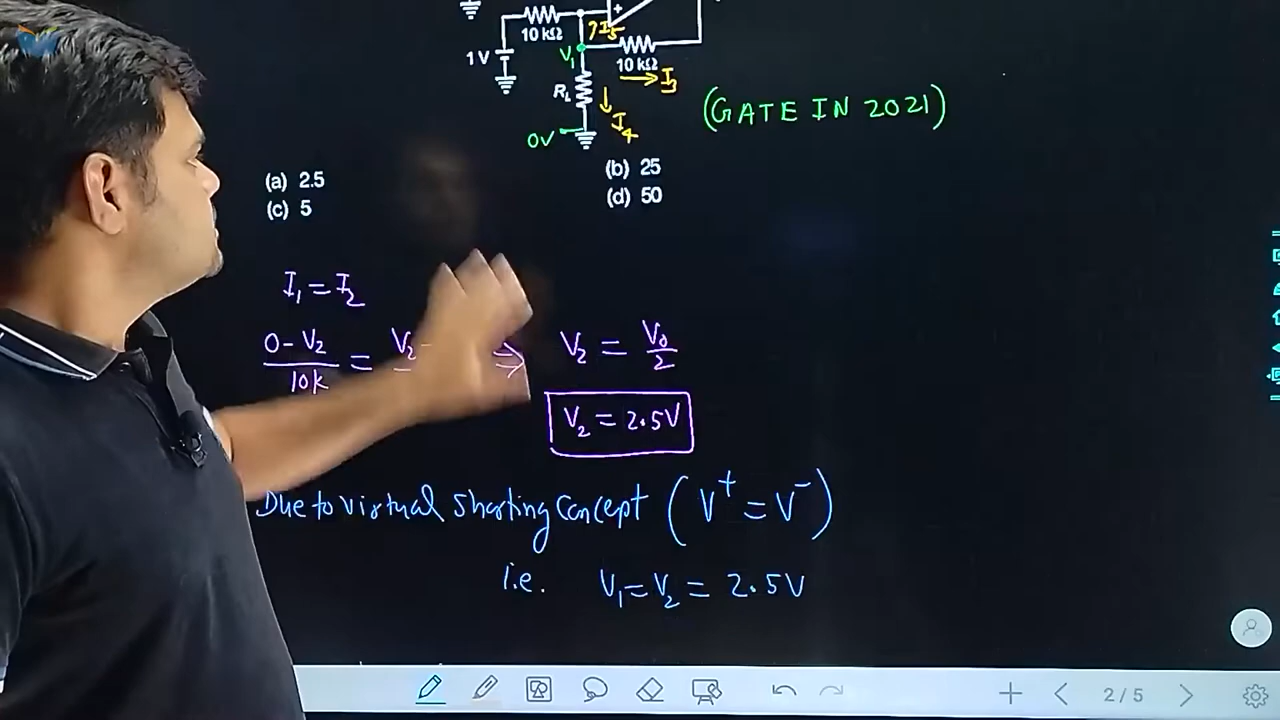 10 kΩ
7I5
1V
V1
10 kΩ
I3
RL
I4
0V
(GATE IN 2021)
(a) 2.5
(b) 25
(c) 5
(d) 50
I1 = I2
0 - V2 / 10k = V2 - ⇒ V2 = V0 / 2
V2 = 2.5V
Due to virtual shorting concept (V+ = V-)
i.e. V1 = V2 = 2.5V
2 / 5